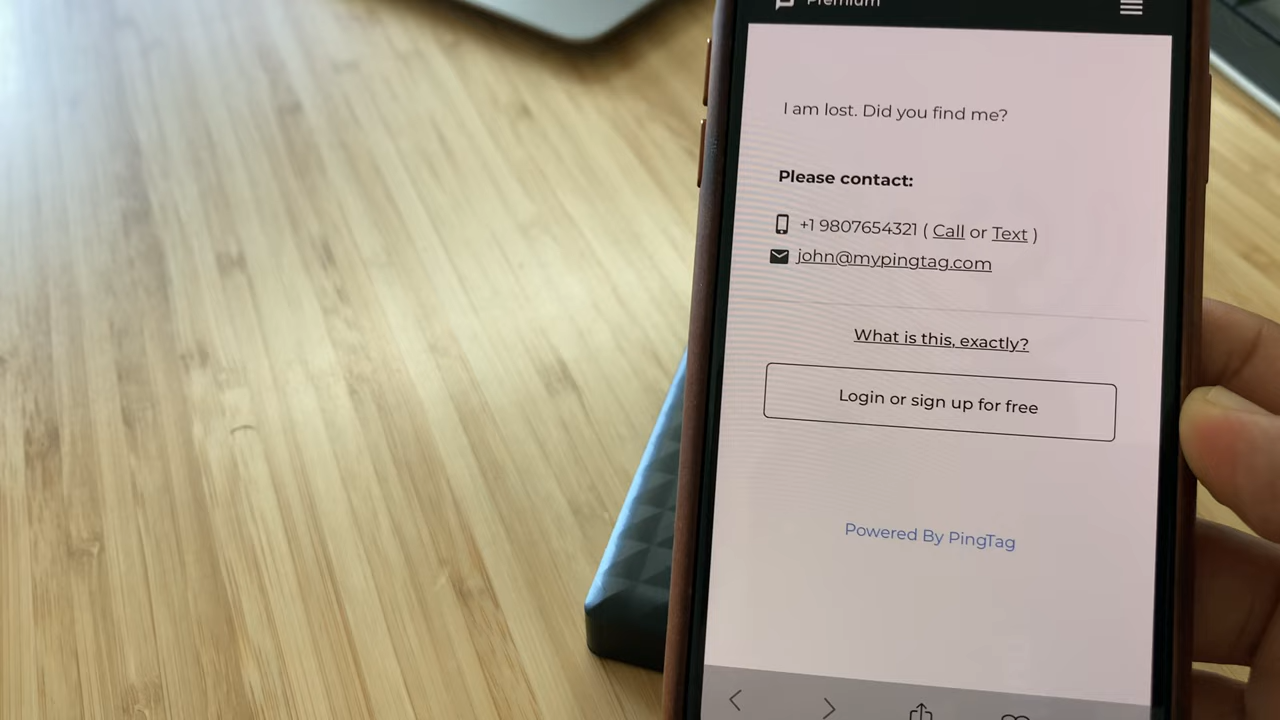 Premium
I am lost. Did you find me?
Please contact:
+1 9807654321 ( Call or Text )
john@mypingtag.com
What is this, exactly?
Login or sign up for free
Powered By PingTag